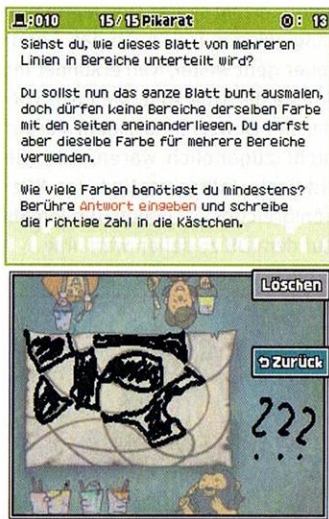 :010 15/15 Pikarat : 13
Siehst du, wie dieses Blatt von mehreren
Linien in Bereiche unterteilt wird?
Du sollst nun das ganze Blatt bunt ausmalen,
doch dürfen keine Bereiche derselben Farbe
mit den Seiten aneinanderliegen. Du darfst
aber dieselbe Farbe für mehrere Bereiche
verwenden.
Wie viele Farben benötigst du mindestens?
Berühre Antwort eingeben und schreibe
die richtige Zahl in die Kästchen.
Löschen
Zurück
???